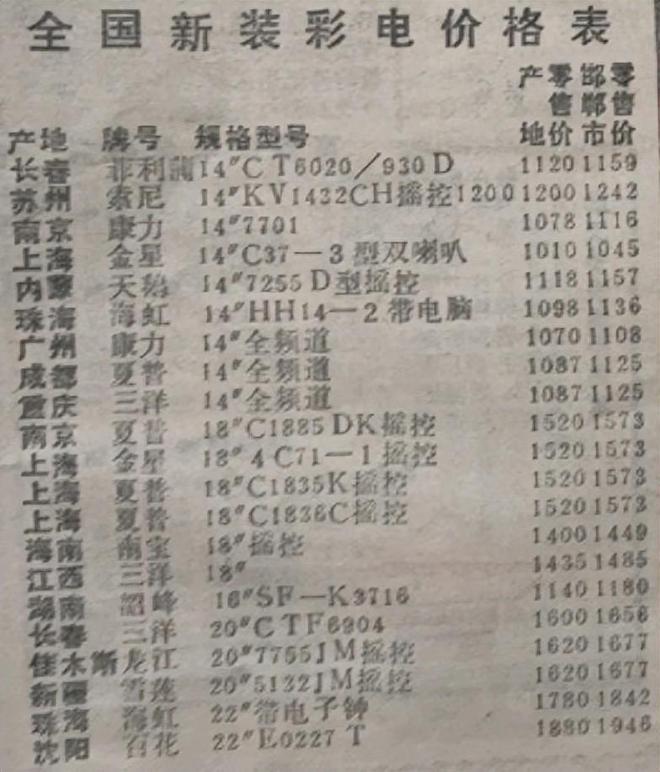 全国新装彩电价格表
产零 邯零
售 郸售
产地 牌号 规格型号 地价 市价
长春 菲利浦 14"CT6020/930D 1120 1159
苏州 索尼 14"KV1432CH摇控1200 1200 1242
南京 康力 14"7701 1078 1116
上海 金星 14"C37—3型双喇叭 1010 1045
内蒙 天鹅 14"7255D型摇控 1118 1157
珠海 海虹 14"HH14—2带电脑 1098 1136
广州 康力 14"全频道 1070 1108
成都 夏普 14"全频道 1087 1125
重庆 三洋 14"全频道 1087 1125
南京 夏普 18"C1885DK摇控 1520 1573
上海 金星 18"4C71—1摇控 1520 1573
上海 夏普 18"C1835K摇控 1520 1573
上海 夏普 18"C1836C摇控 1520 1573
海南 南宝 18"摇控 1400 1449
江西 三洋 18" 1435 1485
湖南 韶峰 16"SF—K3716 1140 1180
长春 三洋 20"CTF6904 1600 1656
佳木斯 龙江 20"7755JM摇控 1620 1677
新疆 雪莲 20"5132JM摇控 1620 1677
珠海 海虹 22"带电子钟 1780 1842
沈阳 百花 22"E0227T 1880 1946